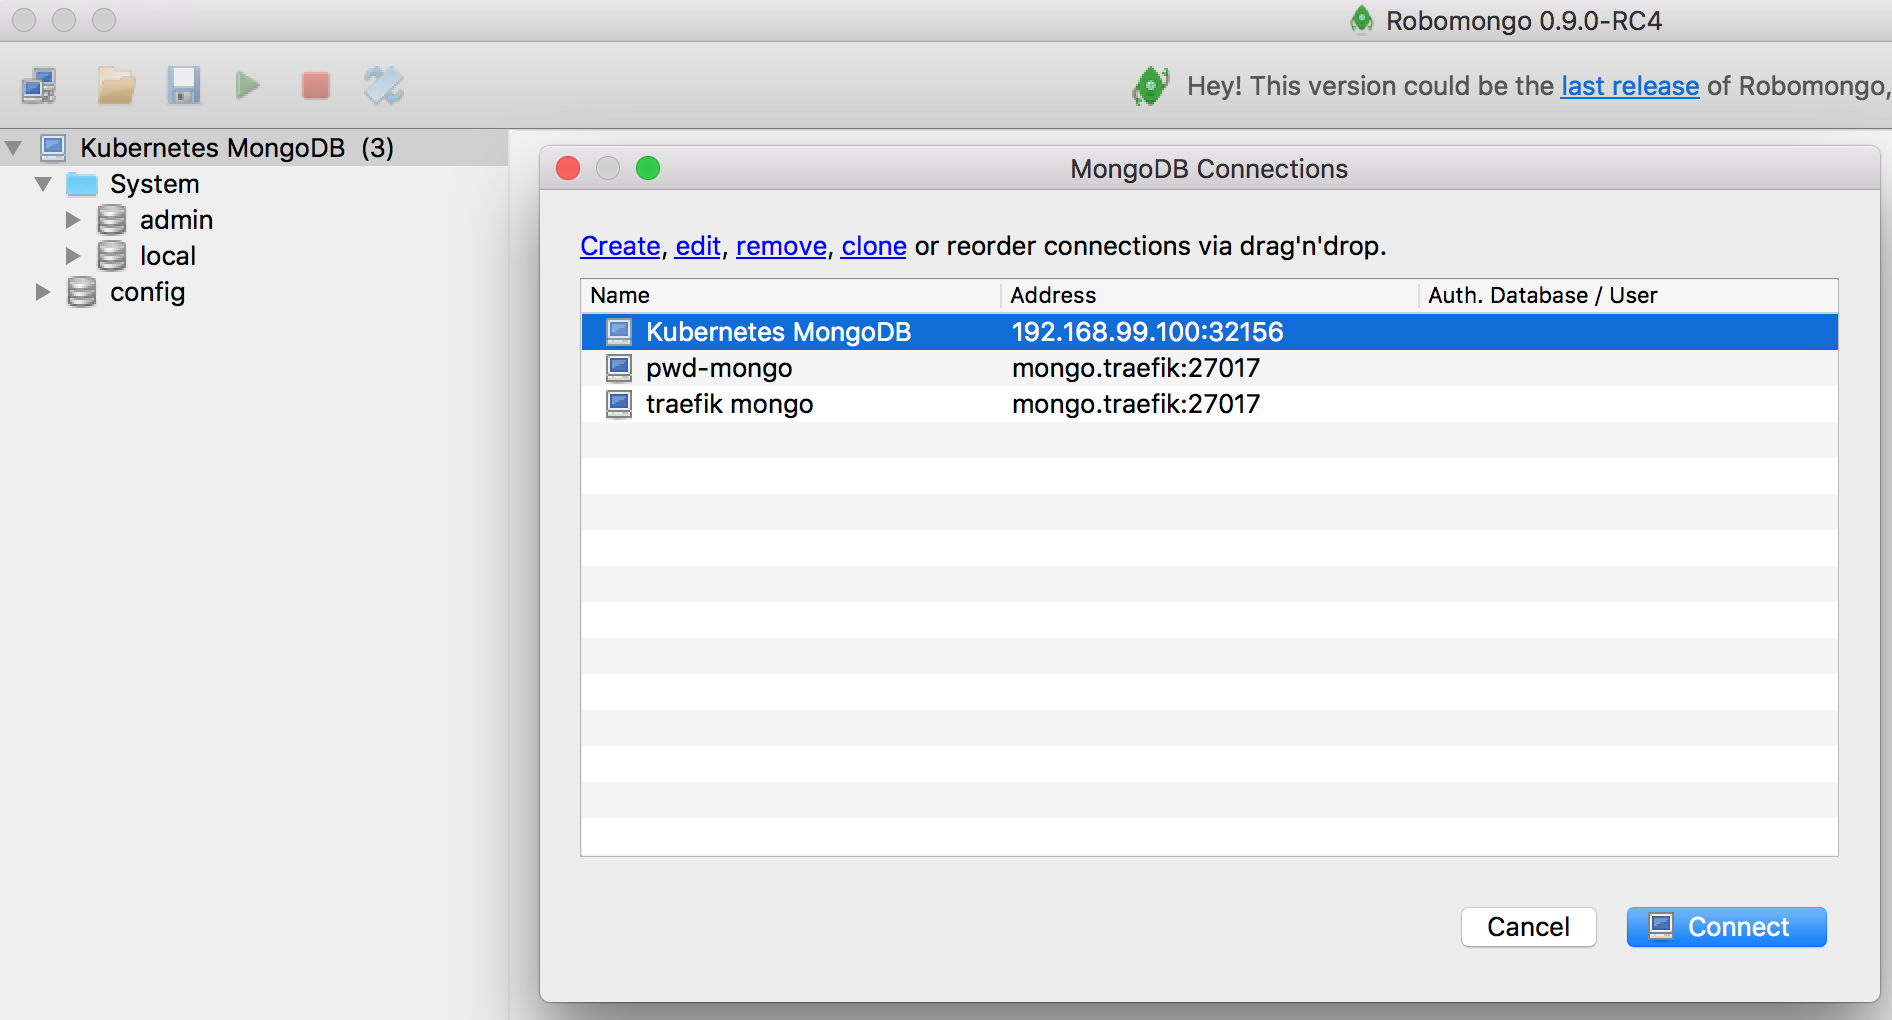 Robomongo 0.9.0-RC4
Hey! This version could be the last release of Robomongo,
Kubernetes MongoDB (3)
System
admin
local
config
MongoDB Connections
Create, edit, remove, clone or reorder connections via drag'n'drop.
Name Address Auth. Database / User
Kubernetes MongoDB 192.168.99.100:32156
pwd-mongo mongo.traefik:27017
traefik mongo mongo.traefik:27017
Cancel Connect